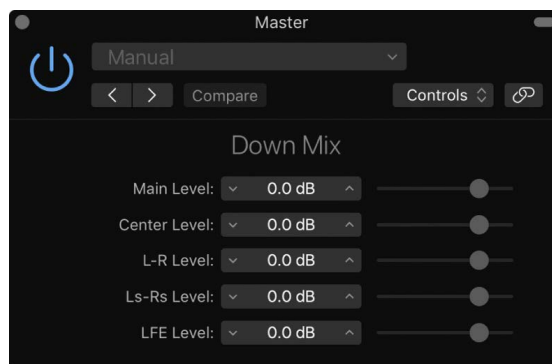 Master
Manual
Compare Controls
Down Mix
Main Level: 0.0 dB
Center Level: 0.0 dB
L-R Level: 0.0 dB
Ls-Rs Level: 0.0 dB
LFE Level: 0.0 dB